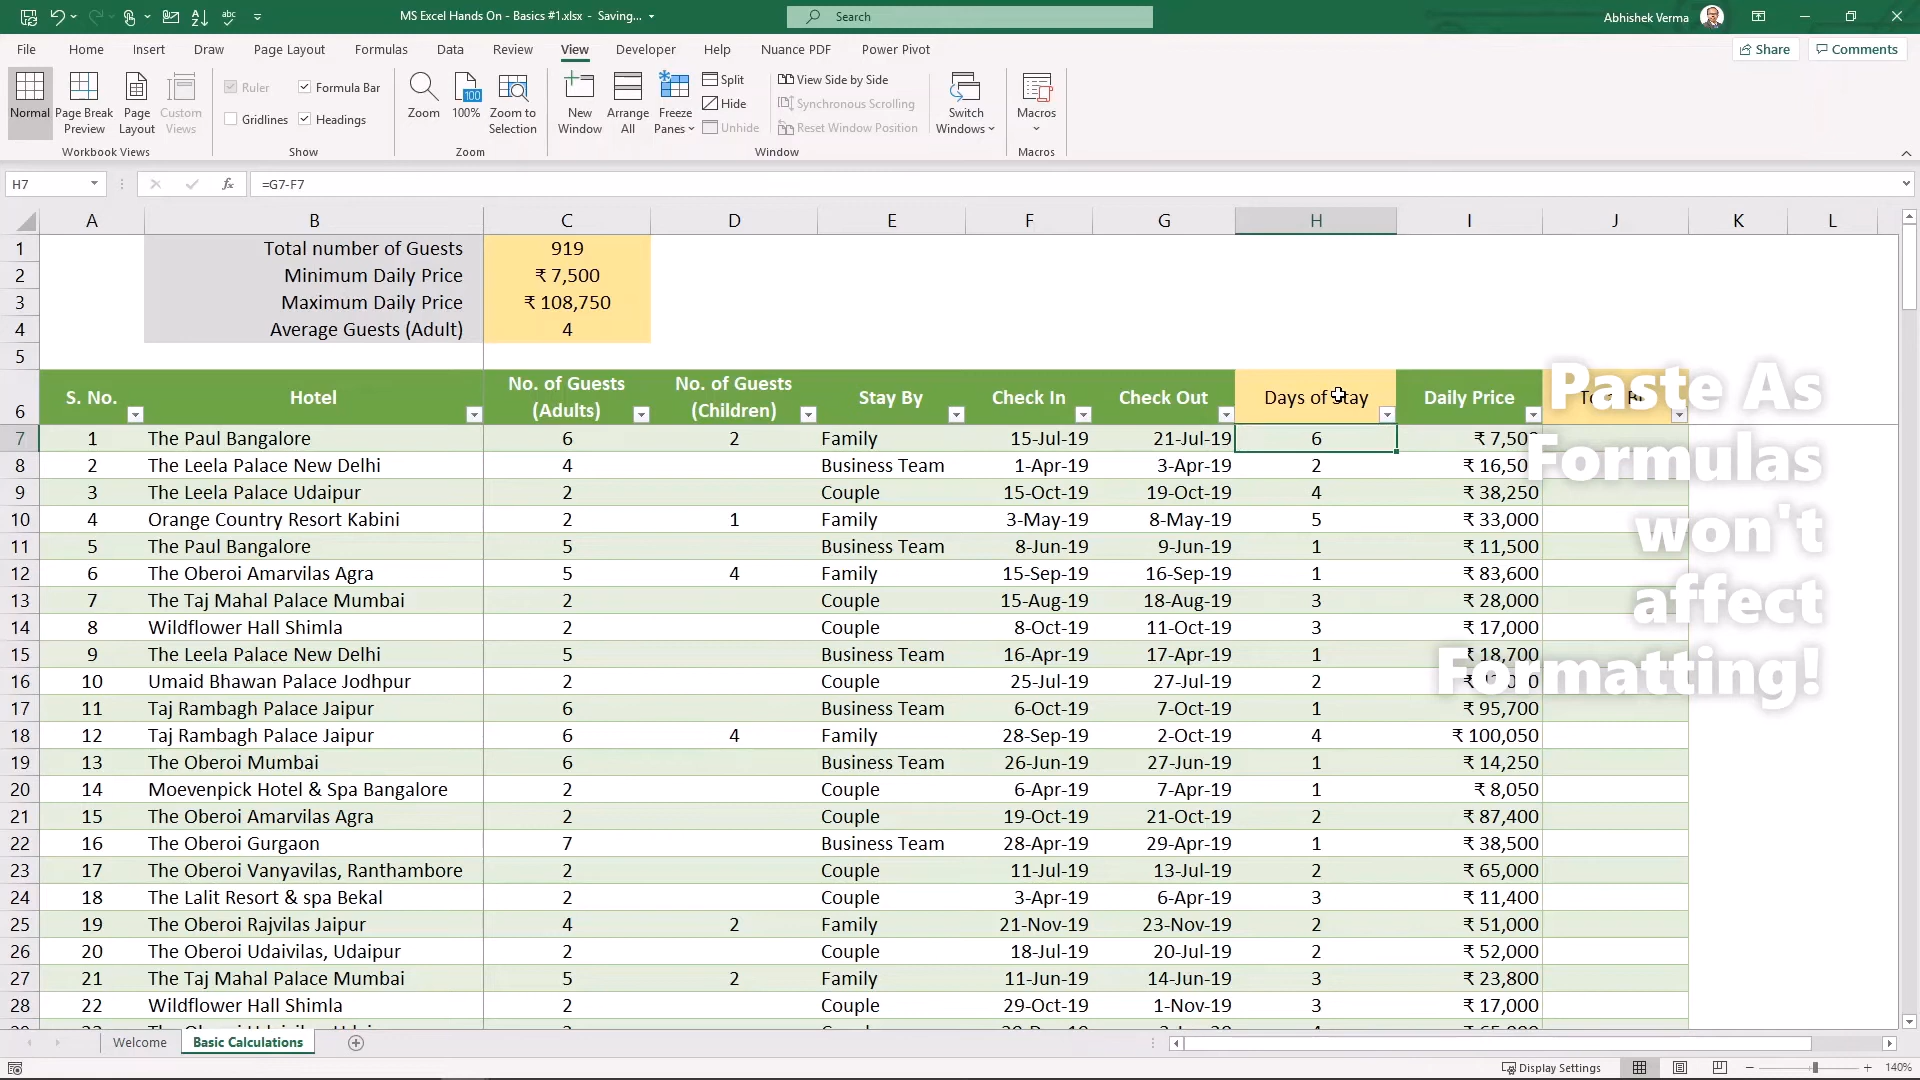 MS Excel Hands On - Basics #1.xlsx - Saving...
Search
Abhishek Verma
File Home Insert Draw Page Layout Formulas Data Review View Developer Help Nuance PDF Power Pivot
Share Comments
Normal Page Break Preview Page Layout Custom Views
Workbook Views
Ruler Formula Bar
Gridlines Headings
Show
Zoom 100% Zoom to Selection
Zoom
New Window Arrange All Freeze Panes
Split
Hide
Unhide
View Side by Side
Synchronous Scrolling
Reset Window Position
Switch Windows
Window
Macros
Macros
H7 fx =G7-F7
A B C D E F G H I J K L
1 Total number of Guests 919
2 Minimum Daily Price ₹ 7,500
3 Maximum Daily Price ₹ 108,750
4 Average Guests (Adult) 4
5
6 S. No. Hotel No. of Guests (Adults) No. of Guests (Children) Stay By Check In Check Out Days of Stay Daily Price
7 1 The Paul Bangalore 6 2 Family 15-Jul-19 21-Jul-19 6 ₹ 7,500
8 2 The Leela Palace New Delhi 4 Business Team 1-Apr-19 3-Apr-19 2 ₹ 16,50
9 3 The Leela Palace Udaipur 2 Couple 15-Oct-19 19-Oct-19 4 ₹ 38,250
10 4 Orange Country Resort Kabini 2 1 Family 3-May-19 8-May-19 5 ₹ 33,000
11 5 The Paul Bangalore 5 Business Team 8-Jun-19 9-Jun-19 1 ₹ 11,500
12 6 The Oberoi Amarvilas Agra 5 4 Family 15-Sep-19 16-Sep-19 1 ₹ 83,600
13 7 The Taj Mahal Palace Mumbai 2 Couple 15-Aug-19 18-Aug-19 3 ₹ 28,000
14 8 Wildflower Hall Shimla 2 Couple 8-Oct-19 11-Oct-19 3 ₹ 17,000
15 9 The Leela Palace New Delhi 5 Business Team 16-Apr-19 17-Apr-19 1 ₹ 18,700
16 10 Umaid Bhawan Palace Jodhpur 2 Couple 25-Jul-19 27-Jul-19 2
17 11 Taj Rambagh Palace Jaipur 6 Business Team 6-Oct-19 7-Oct-19 1 ₹ 95,700
18 12 Taj Rambagh Palace Jaipur 6 4 Family 28-Sep-19 2-Oct-19 4 ₹ 100,050
19 13 The Oberoi Mumbai 6 Business Team 26-Jun-19 27-Jun-19 1 ₹ 14,250
20 14 Moevenpick Hotel & Spa Bangalore 2 Couple 6-Apr-19 7-Apr-19 1 ₹ 8,050
21 15 The Oberoi Amarvilas Agra 2 Couple 19-Oct-19 21-Oct-19 2 ₹ 87,400
22 16 The Oberoi Gurgaon 7 Business Team 28-Apr-19 29-Apr-19 1 ₹ 38,500
23 17 The Oberoi Vanyavilas, Ranthambore 2 Couple 11-Jul-19 13-Jul-19 2 ₹ 65,000
24 18 The Lalit Resort & spa Bekal 2 Couple 3-Apr-19 6-Apr-19 3 ₹ 11,400
25 19 The Oberoi Rajvilas Jaipur 4 2 Family 21-Nov-19 23-Nov-19 2 ₹ 51,000
26 20 The Oberoi Udaivilas, Udaipur 2 Couple 18-Jul-19 20-Jul-19 2 ₹ 52,000
27 21 The Taj Mahal Palace Mumbai 5 2 Family 11-Jun-19 14-Jun-19 3 ₹ 23,800
28 22 Wildflower Hall Shimla 2 Couple 29-Oct-19 1-Nov-19 3 ₹ 17,000
Paste As
Formulas
won't
affect
Formatting!
Welcome Basic Calculations
Display Settings 140%